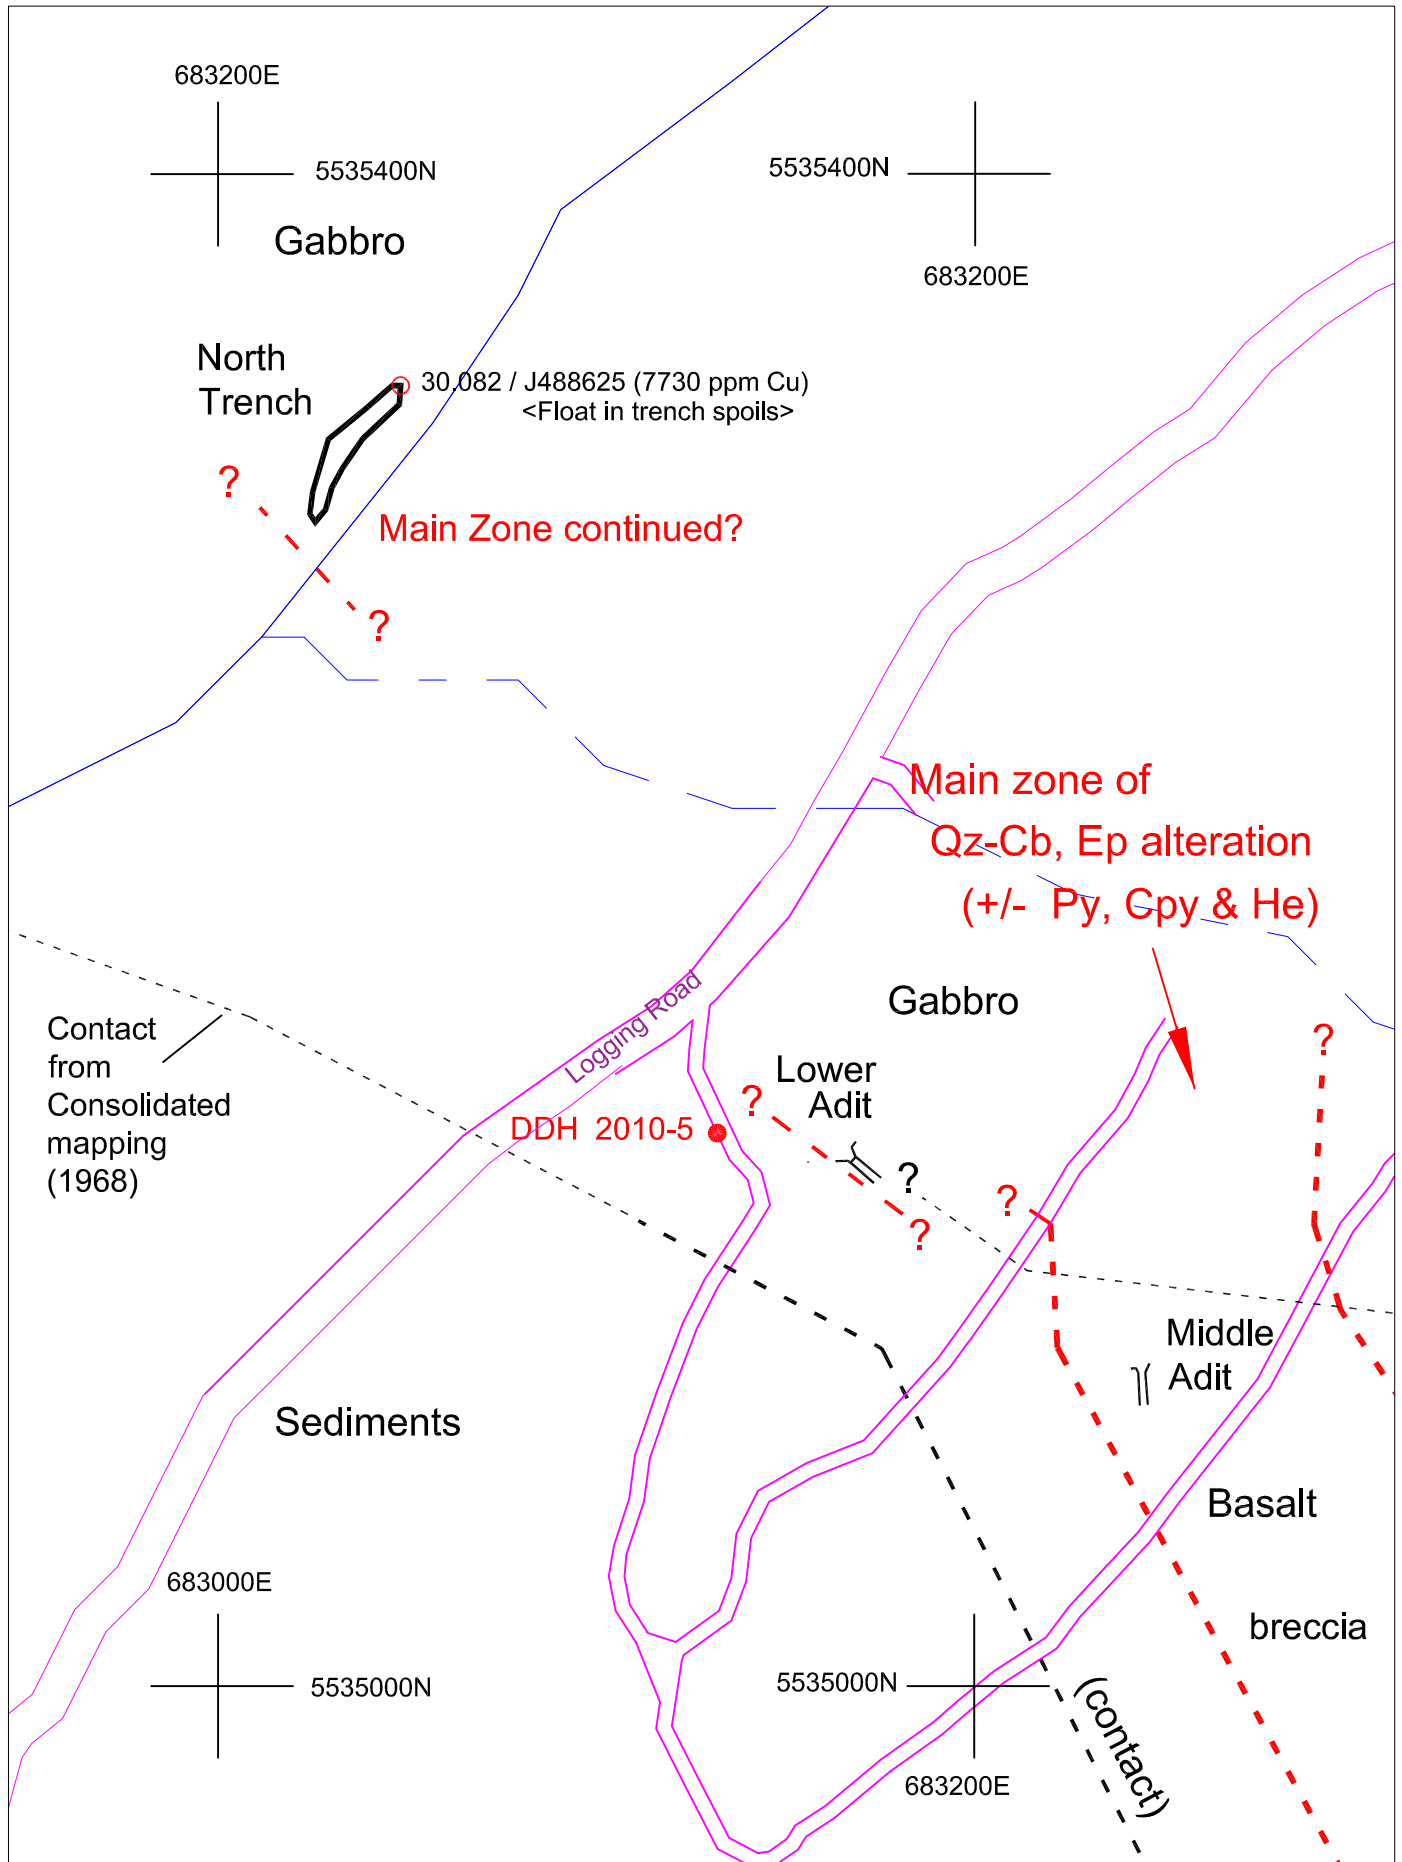 683200E
5535400N
5535400N
683200E
Gabbro
North
Trench
30.082 / J488625 (7730 ppm Cu)
<Float in trench spoils>
?
Main Zone continued?
?
Main zone of
Qz-Cb, Ep alteration
(+/- Py, Cpy & He)
Gabbro
Logging Road
Contact
from
Consolidated
mapping
(1968)
?
Lower
Adit
?
DDH 2010-5
?
?
?
Middle
Adit
Sediments
Basalt
683000E
breccia
5535000N
5535000N
(contact)
683200E